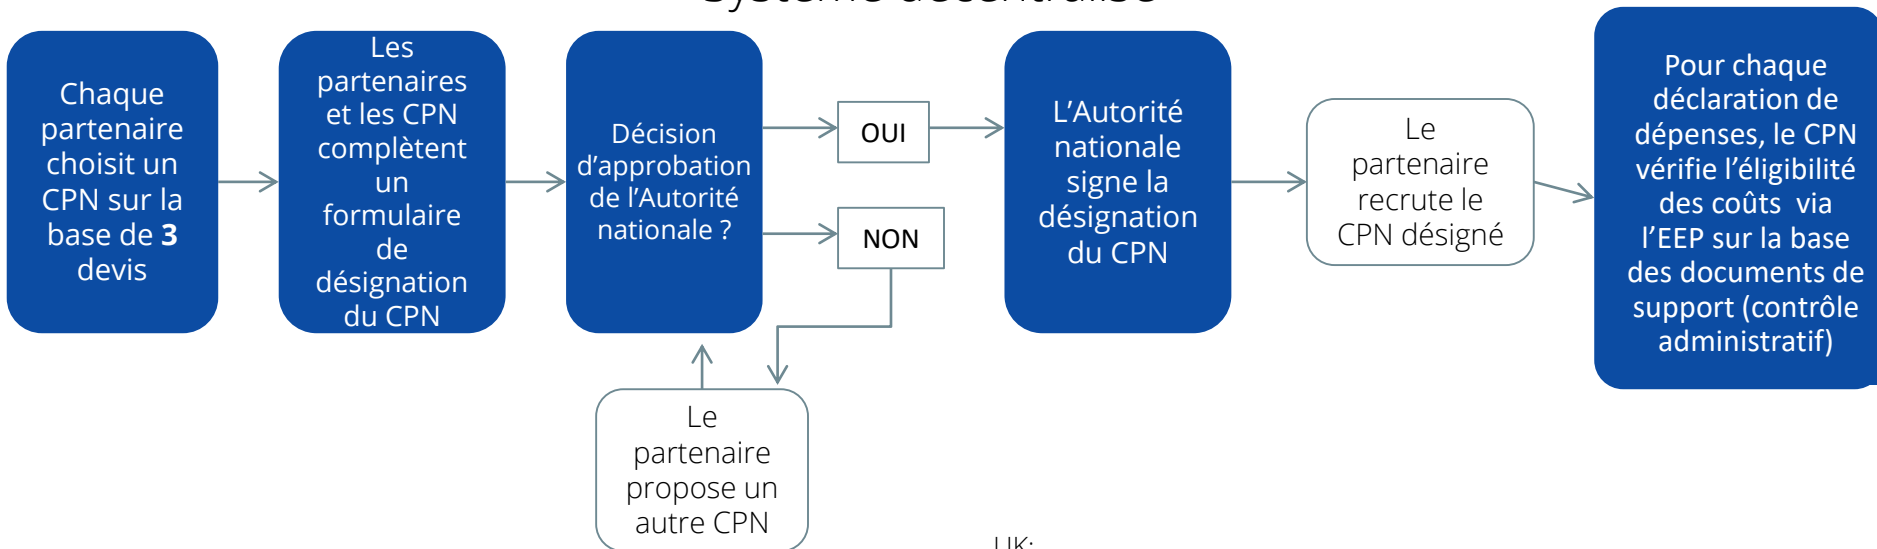 Système décentralisé
Chaque
partenaire
choisit un
CPN sur la
base de 3
devis
Les
partenaires
et les CPN
complètent
un
formulaire
de
désignation
du CPN
Décision
d’approbation
de l’Autorité
nationale ?
OUI
NON
Le
partenaire
propose un
autre CPN
L’Autorité
nationale
signe la
désignation
du CPN
Le
partenaire
recrute le
CPN désigné
Pour chaque
déclaration de
dépenses, le CPN
vérifie l’éligibilité
des coûts via
l’EEP sur la base
des documents de
support (contrôle
administratif)
UK: